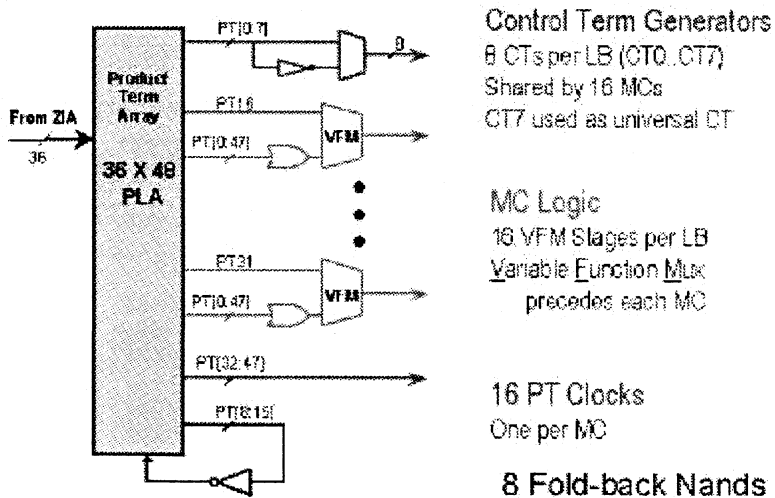 Control Term Generators
8 CTs per LB (CT0..CT7)
Shared by 16 MCs
CT7 used as universal CT
PT[0:7]
8
Product
Term
Array
36 X 48
PLA
From ZIA
36
PT16
VFM
PT[0:47]
MC Logic
16 VFM Stages per LB
Variable Function Mux
precedes each MC
PT31
VFM
PT[0:47]
PT[32:47]
16 PT Clocks
One per MC
PT[8:15]
8 Fold-back Nands